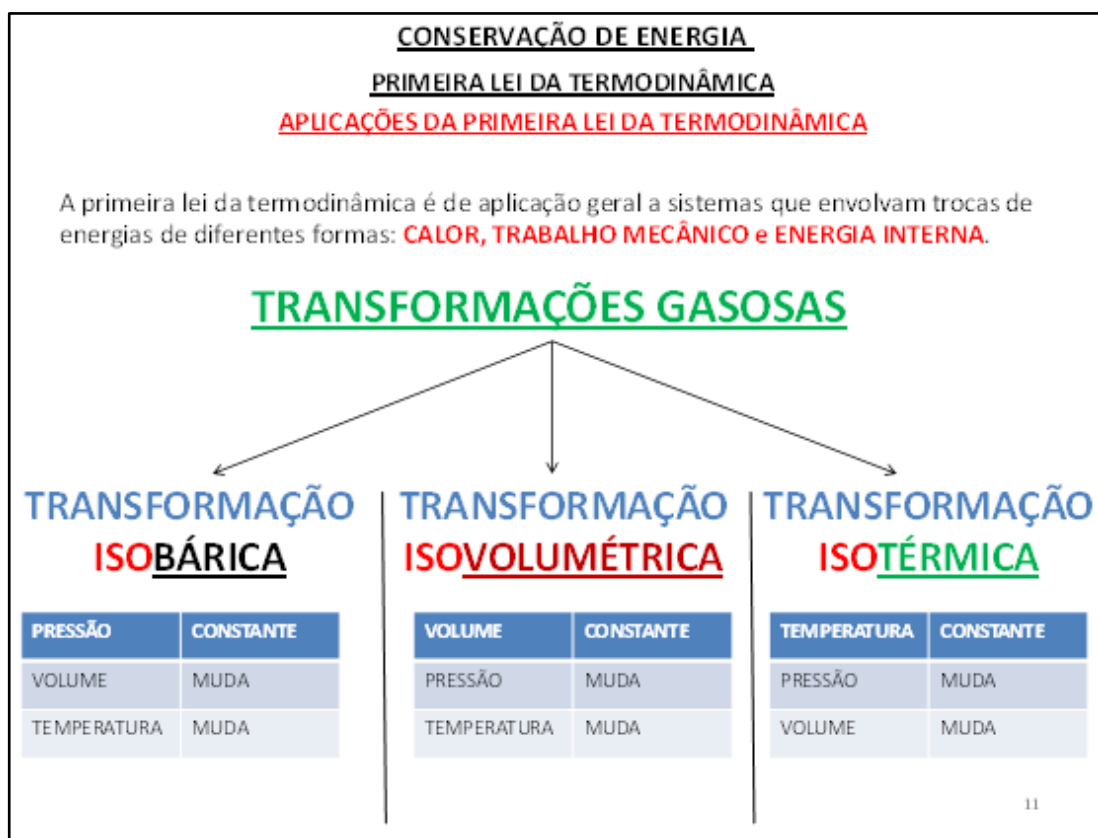 CONSERVAÇÃO DE ENERGIA
PRIMEIRA LEI DA TERMODINÂMICA
APLICAÇÕES DA PRIMEIRA LEI DA TERMODINÂMICA
A primeira lei da termodinâmica é de aplicação geral a sistemas que envolvam trocas de
energias de diferentes formas: CALOR, TRABALHO MECÂNICO e ENERGIA INTERNA.
TRANSFORMAÇÕES GASOSAS
TRANSFORMAÇÃO
ISOBÁRICA
PRESSÃO CONSTANTE
VOLUME MUDA
TEMPERATURA MUDA
TRANSFORMAÇÃO
ISOVOLUMÉTRICA
VOLUME CONSTANTE
PRESSÃO MUDA
TEMPERATURA MUDA
TRANSFORMAÇÃO
ISOTÉRMICA
TEMPERATURA CONSTANTE
PRESSÃO MUDA
VOLUME MUDA
11